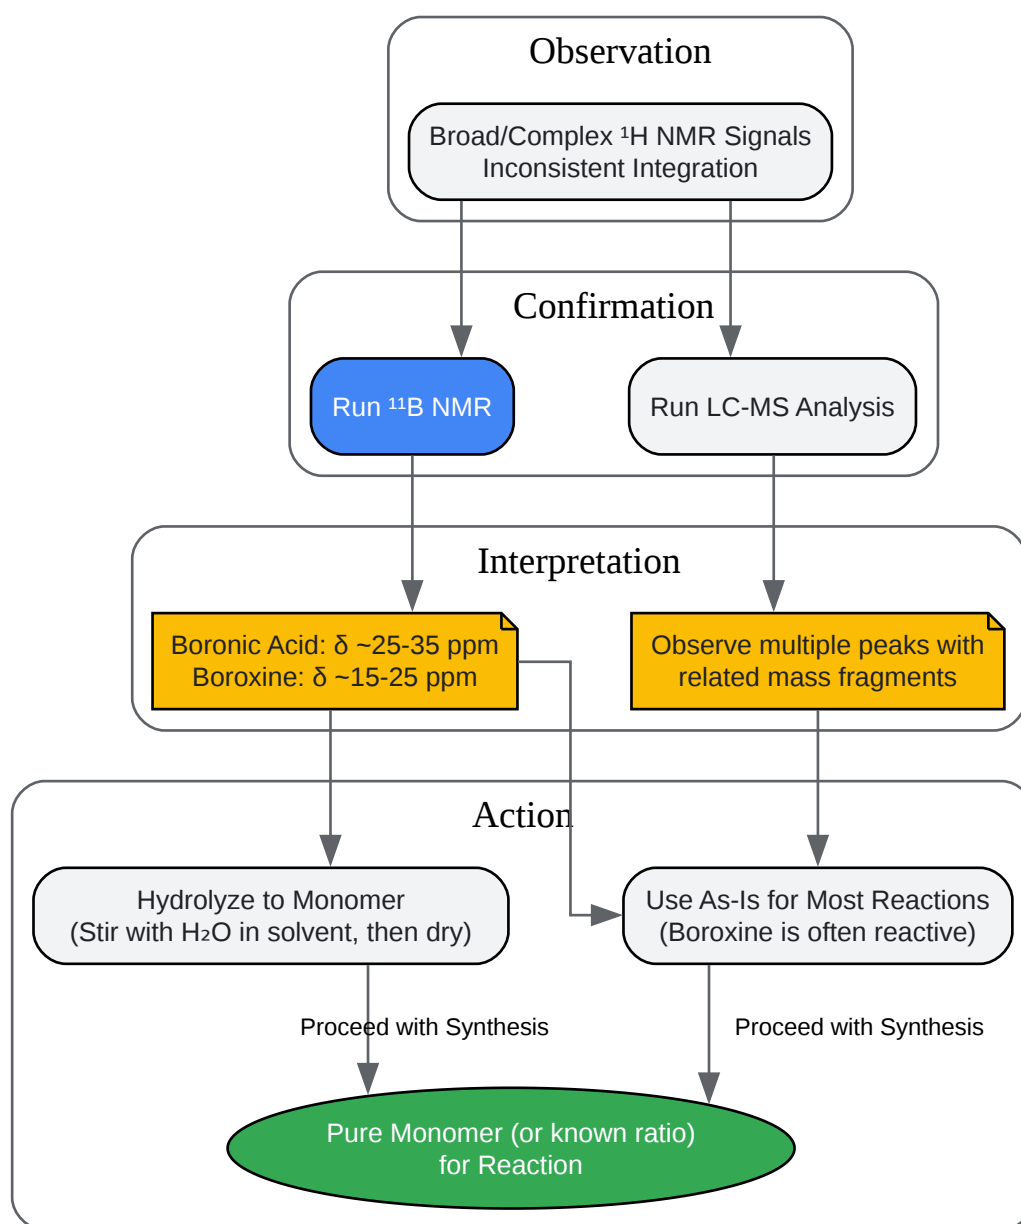 Observation
Broad/Complex ¹H NMR Signals
Inconsistent Integration
Confirmation
Run ¹¹B NMR
Run LC-MS Analysis
Interpretation
Boronic Acid: δ ~25-35 ppm
Boroxine: δ ~15-25 ppm
Observe multiple peaks with
related mass fragments
Action
Hydrolyze to Monomer
(Stir with H₂O in solvent, then dry)
Use As-Is for Most Reactions
(Boroxine is often reactive)
Proceed with Synthesis
Proceed with Synthesis
Pure Monomer (or known ratio)
for Reaction